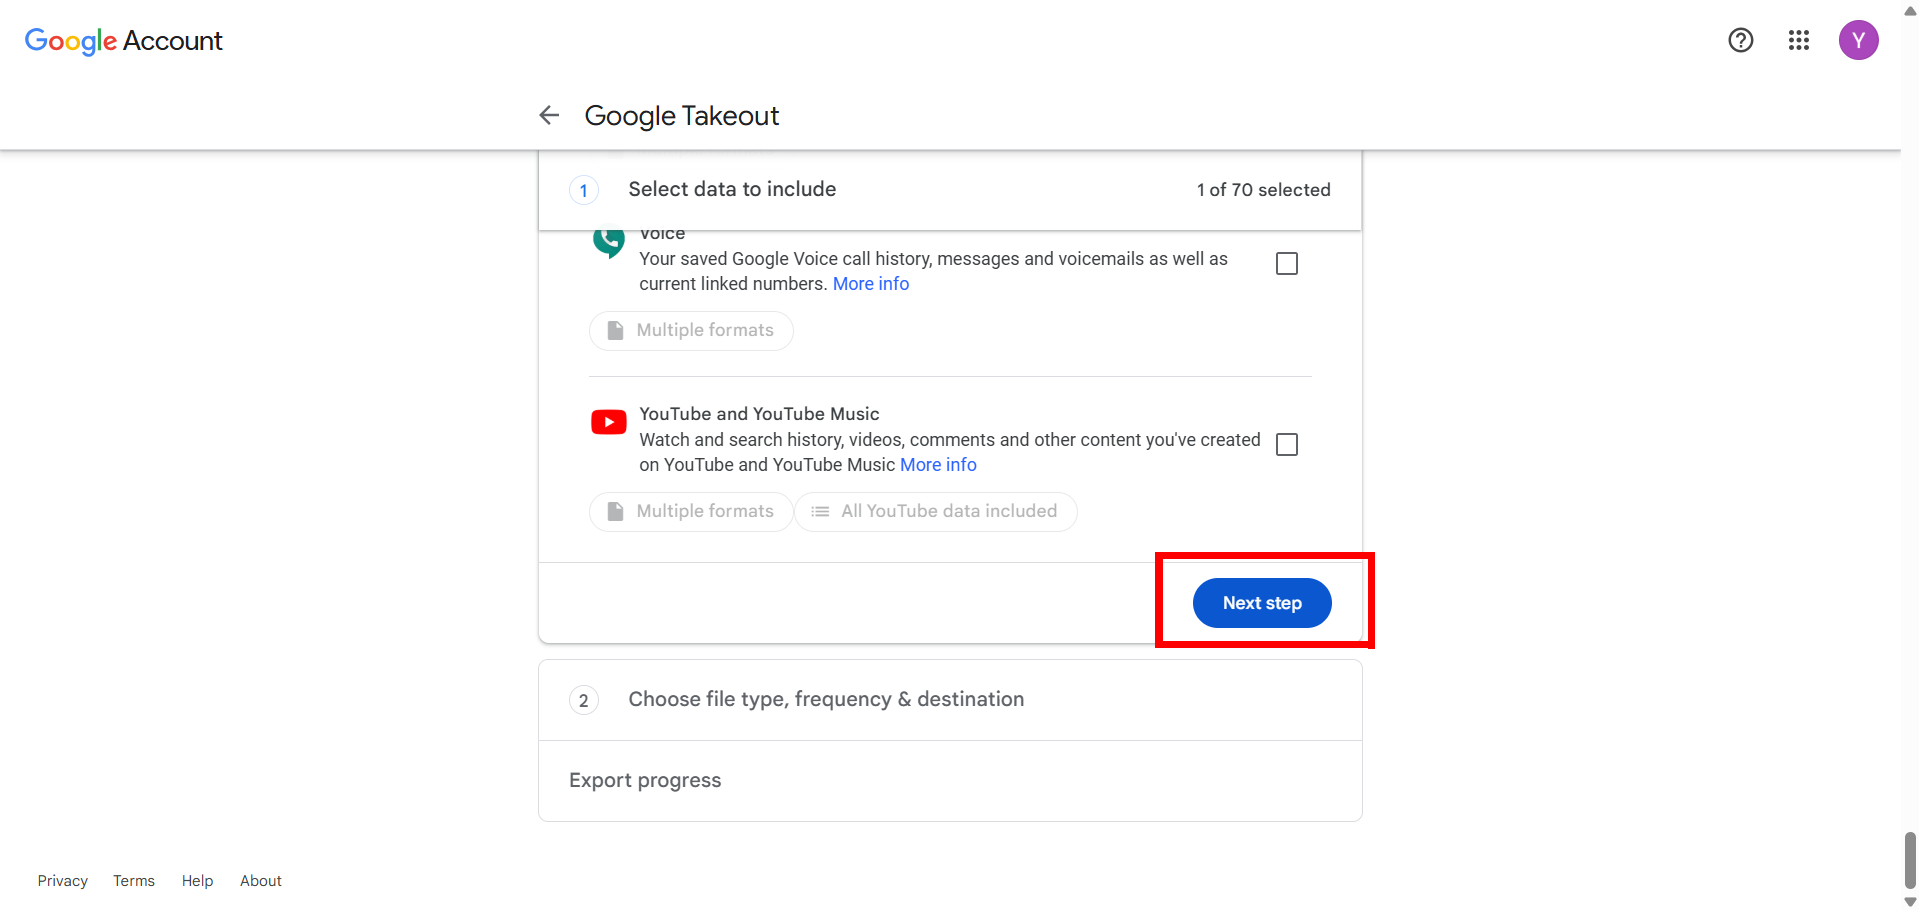 Google Account
Y
Google Takeout
1
Select data to include
1 of 70 selected
Voice
Your saved Google Voice call history, messages and voicemails as well as
current linked numbers. More info
Multiple formats
YouTube and YouTube Music
Watch and search history, videos, comments and other content you've created
on YouTube and YouTube Music More info
Multiple formats
All YouTube data included
Next step
2
Choose file type, frequency & destination
Export progress
Privacy
Terms
Help
About